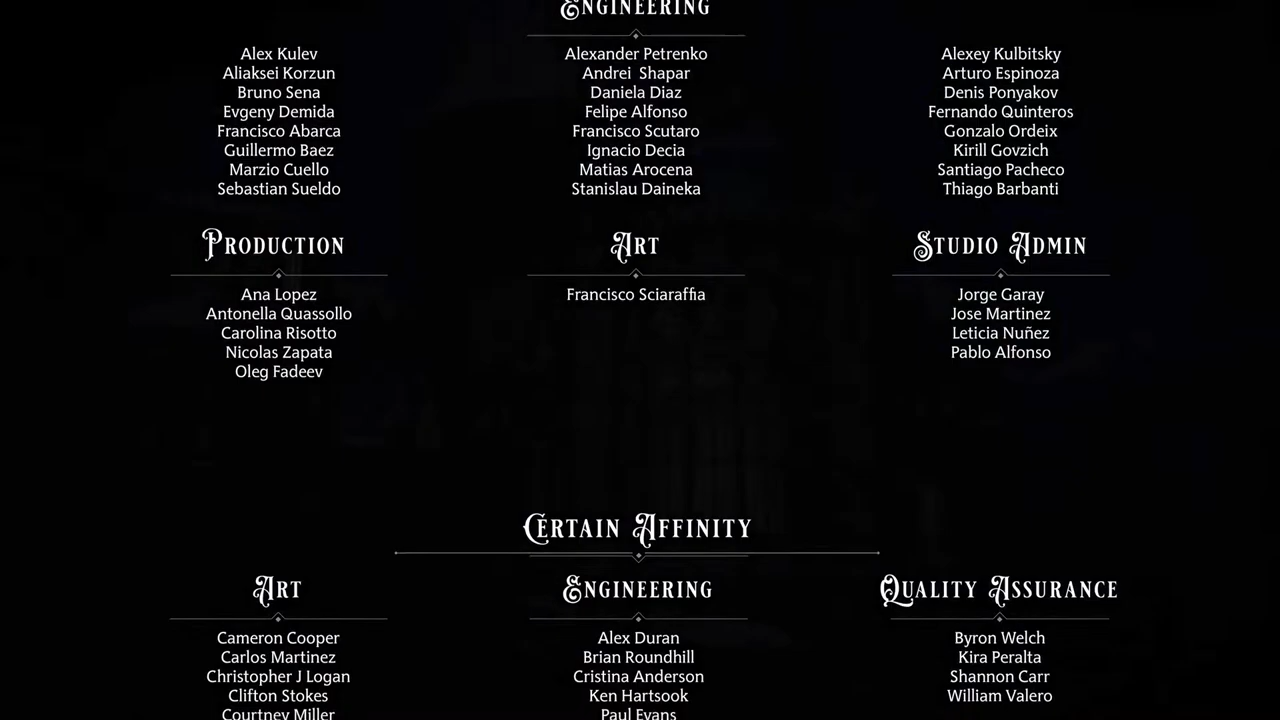 Engineering
Alex Kulev
Aliaksei Korzun
Bruno Sena
Evgeny Demida
Francisco Abarca
Guillermo Baez
Marzio Cuello
Sebastian Sueldo
Alexander Petrenko
Andrei Shapar
Daniela Diaz
Felipe Alfonso
Francisco Scutaro
Ignacio Decia
Matias Arocena
Stanislau Daineka
Alexey Kulbitsky
Arturo Espinoza
Denis Ponyakov
Fernando Quinteros
Gonzalo Ordeix
Kirill Govzich
Santiago Pacheco
Thiago Barbanti
Production
Ana Lopez
Antonella Quassollo
Carolina Risotto
Nicolas Zapata
Oleg Fadeev
Art
Francisco Sciaraffia
Studio Admin
Jorge Garay
Jose Martinez
Leticia Nuñez
Pablo Alfonso
Certain Affinity
Art
Cameron Cooper
Carlos Martinez
Christopher J Logan
Clifton Stokes
Courtney Miller
Engineering
Alex Duran
Brian Roundhill
Cristina Anderson
Ken Hartsook
Paul Evans
Quality Assurance
Byron Welch
Kira Peralta
Shannon Carr
William Valero